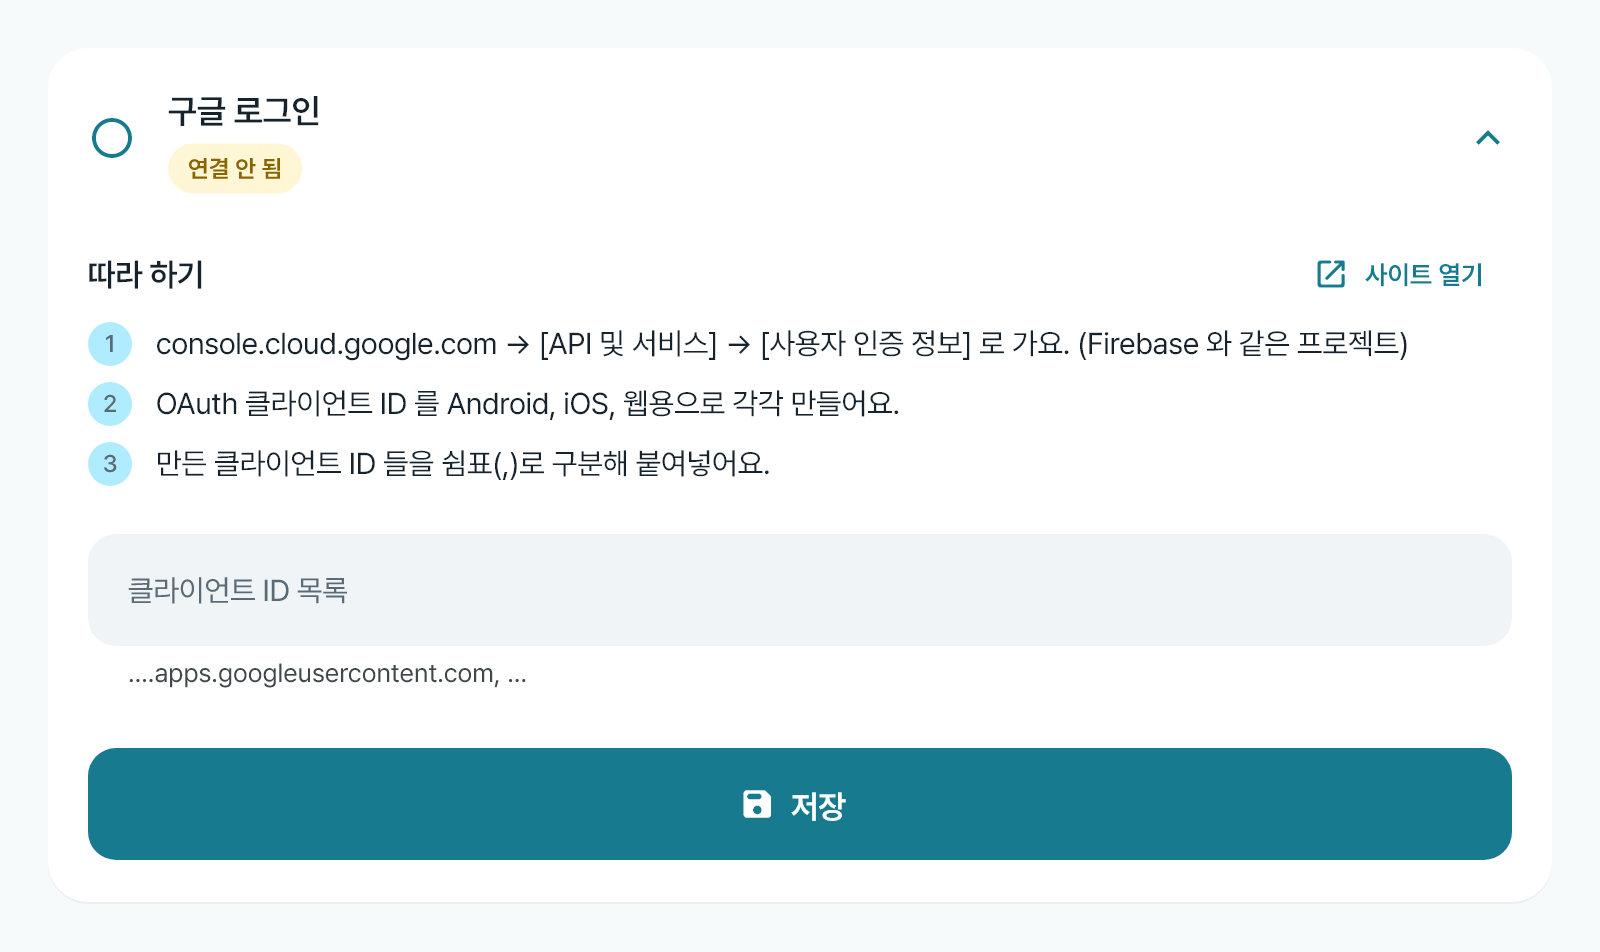 구글 로그인
연결 안 됨
따라 하기
사이트 열기
1 console.cloud.google.com → [API 및 서비스] → [사용자 인증 정보] 로 가요. (Firebase 와 같은 프로젝트)
2 OAuth 클라이언트 ID 를 Android, iOS, 웹용으로 각각 만들어요.
3 만든 클라이언트 ID 들을 쉼표(,)로 구분해 붙여넣어요.
클라이언트 ID 목록
....apps.googleusercontent.com, ...
저장